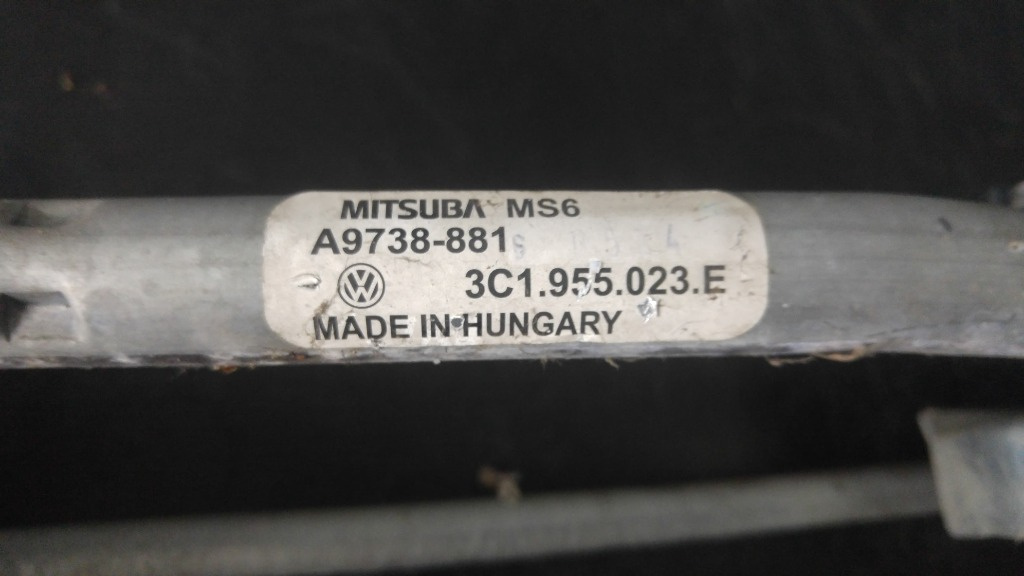 MITSUBA MS6
A9738-881
3C1.955.023.E
MADE IN HUNGARY